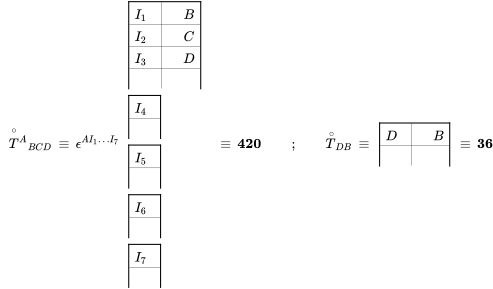 I₁ B
I₂ C
I₃ D
I₄
T̊ᴬ_BCD ≡ ϵ^{AI₁…I₇} ≡ 420 ; T̊_DB ≡ D B ≡ 36
I₅
I₆
I₇